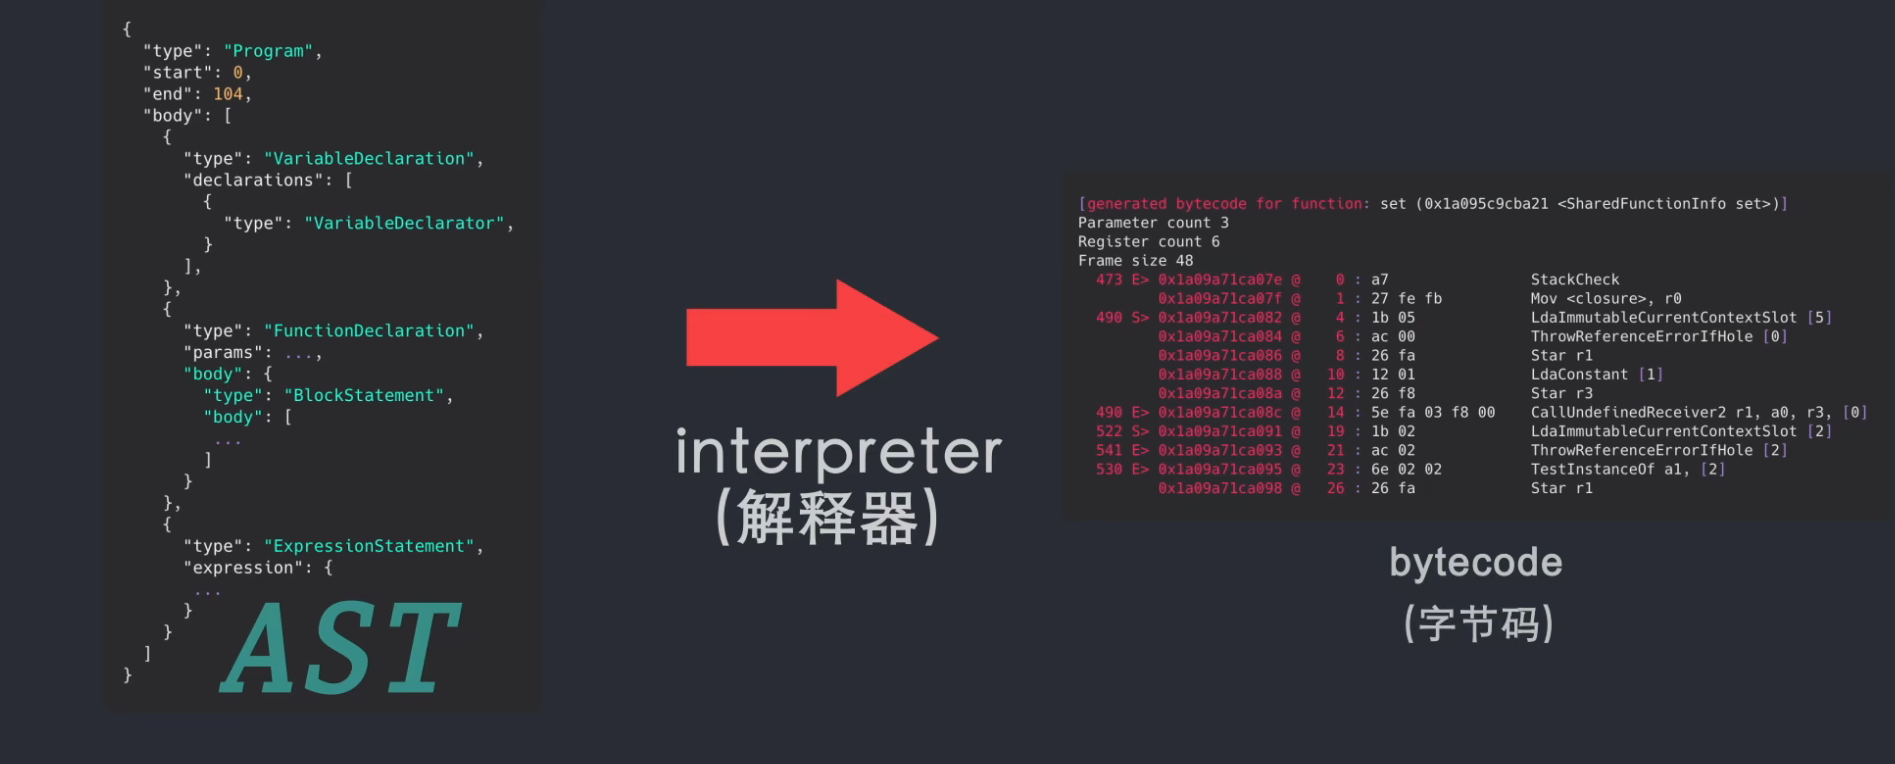 {
"type": "Program",
"start": 0,
"end": 104,
"body": [
{
"type": "VariableDeclaration",
"declarations": [
{
"type": "VariableDeclarator",
}
],
},
{
"type": "FunctionDeclaration",
"params": ...,
"body": {
"type": "BlockStatement",
"body": [
...
]
}
},
{
"type": "ExpressionStatement",
"expression": {
...
}
}
]
}
AST
interpreter
(解释器)
[generated bytecode for function: set (0x1a095c9cba21 <SharedFunctionInfo set>)]
Parameter count 3
Register count 6
Frame size 48
473 E> 0x1a09a71ca07e @ 0 : a7 StackCheck
0x1a09a71ca07f @ 1 : 27 fe fb Mov <closure>, r0
490 S> 0x1a09a71ca082 @ 4 : 1b 05 LdaImmutableCurrentContextSlot [5]
0x1a09a71ca084 @ 6 : ac 00 ThrowReferenceErrorIfHole [0]
0x1a09a71ca086 @ 8 : 26 fa Star r1
0x1a09a71ca088 @ 10 : 12 01 LdaConstant [1]
0x1a09a71ca08a @ 12 : 26 f8 Star r3
490 E> 0x1a09a71ca08c @ 14 : 5e fa 03 f8 00 CallUndefinedReceiver2 r1, a0, r3, [0]
522 S> 0x1a09a71ca091 @ 19 : 1b 02 LdaImmutableCurrentContextSlot [2]
541 E> 0x1a09a71ca093 @ 21 : ac 02 ThrowReferenceErrorIfHole [2]
530 E> 0x1a09a71ca095 @ 23 : 6e 02 02 TestInstanceOf a1, [2]
0x1a09a71ca098 @ 26 : 26 fa Star r1
bytecode
(字节码)